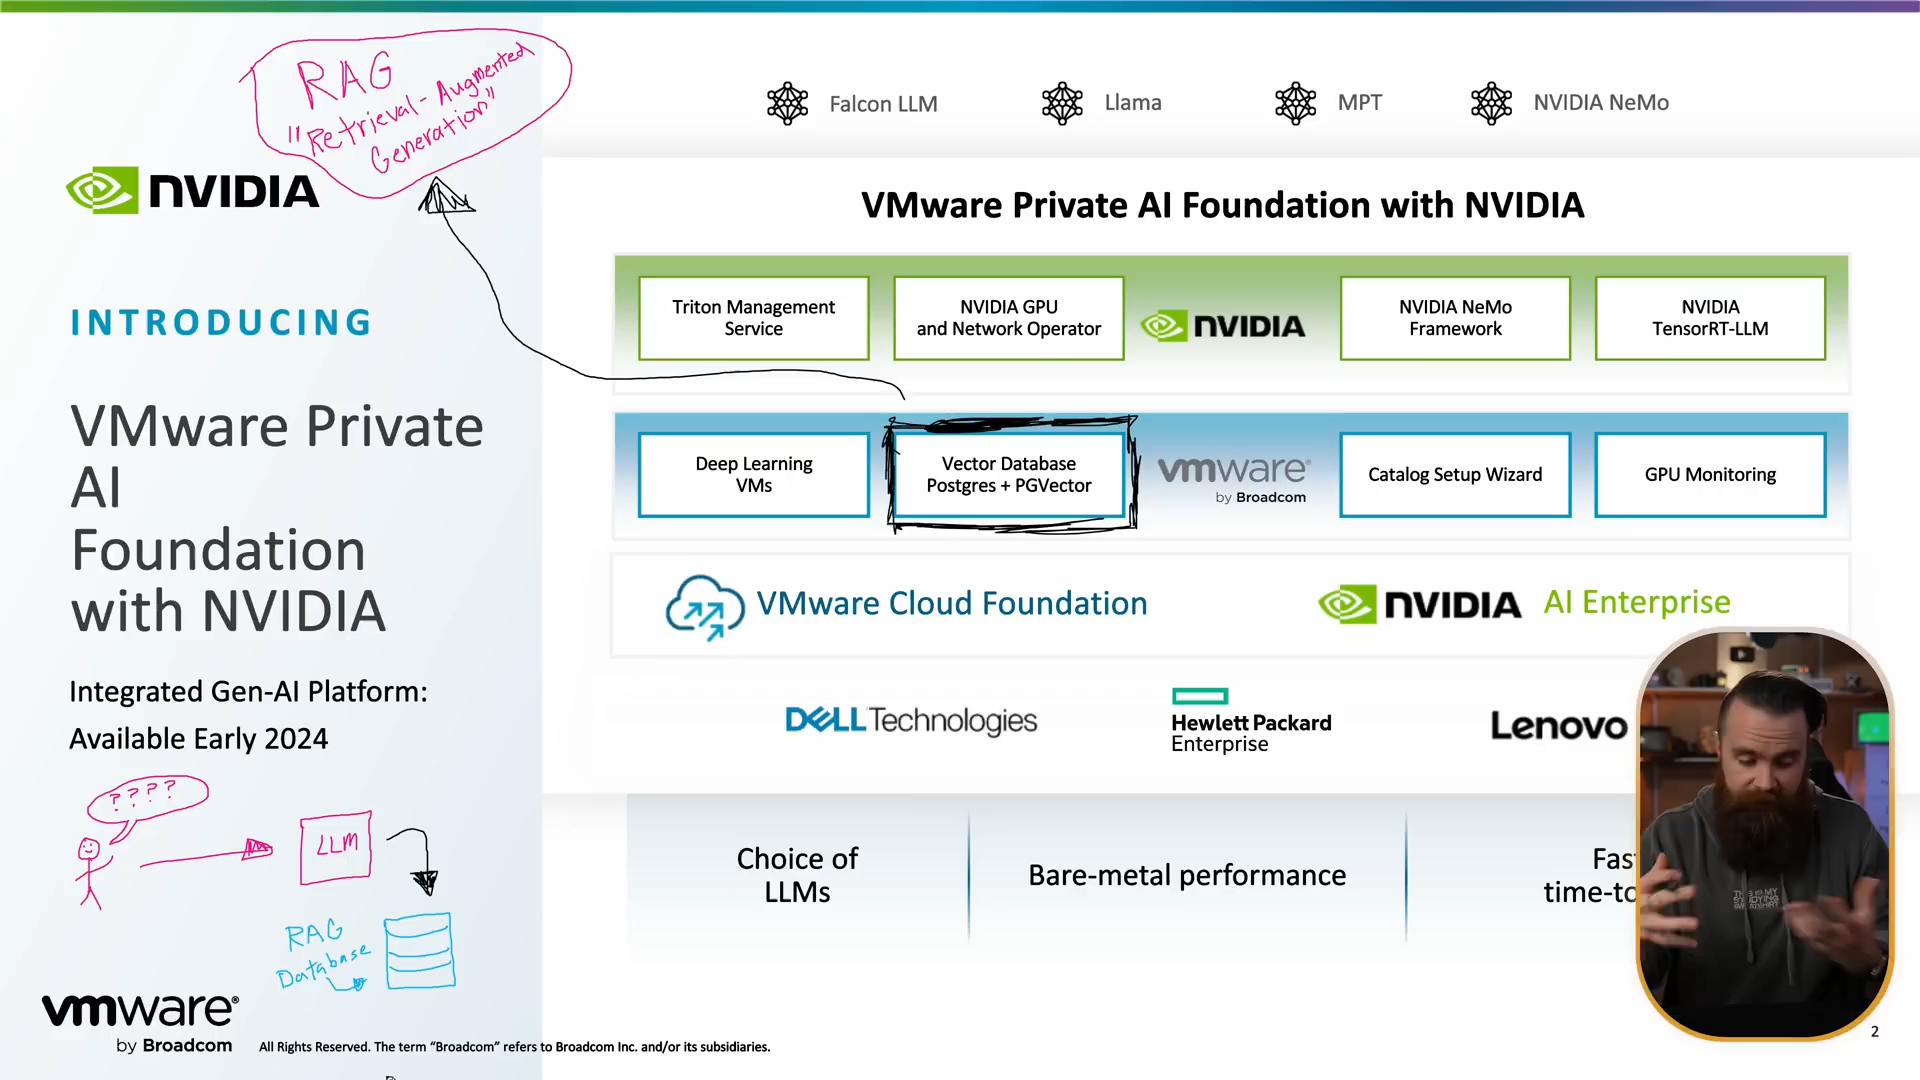 RAG
"Retrieval-Augmented
Generation"
NVIDIA
INTRODUCING
VMware Private
AI
Foundation
with NVIDIA
Integrated Gen-AI Platform:
Available Early 2024
? ? ? ?
LLM
RAG
Database
vmware®
by Broadcom
All Rights Reserved. The term “Broadcom” refers to Broadcom Inc. and/or its subsidiaries.
Falcon LLM
Llama
MPT
NVIDIA NeMo
VMware Private AI Foundation with NVIDIA
Triton Management
Service
NVIDIA GPU
and Network Operator
NVIDIA
NVIDIA NeMo
Framework
NVIDIA
TensorRT-LLM
Deep Learning
VMs
Vector Database
Postgres + PGVector
vmware®
by Broadcom
Catalog Setup Wizard
GPU Monitoring
VMware Cloud Foundation
NVIDIA AI Enterprise
DELL Technologies
Hewlett Packard
Enterprise
Lenovo
Choice of
LLMs
Bare-metal performance
Fas
time-to
THIS IS MY
STUDYING
SWEATSHIRT
2